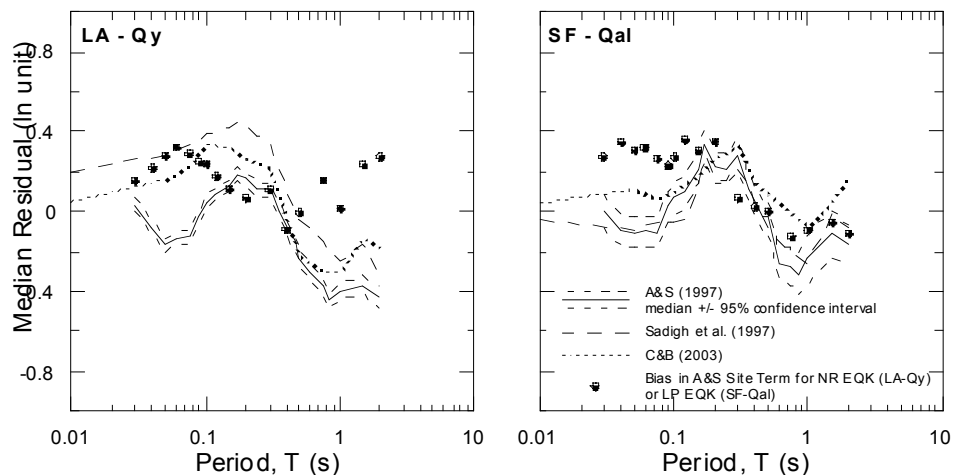 LA - Qy
SF - Qal
Median Residual (ln unit)
0.8
0.4
0
-0.4
-0.8
A&S (1997)
median +/- 95% confidence interval
Sadigh et al. (1997)
C&B (2003)
Bias in A&S Site Term for NR EQK (LA-Qy)
or LP EQK (SF-Qal)
0.01
0.1
1
10
0.01
0.1
1
10
Period, T (s)
Period, T (s)